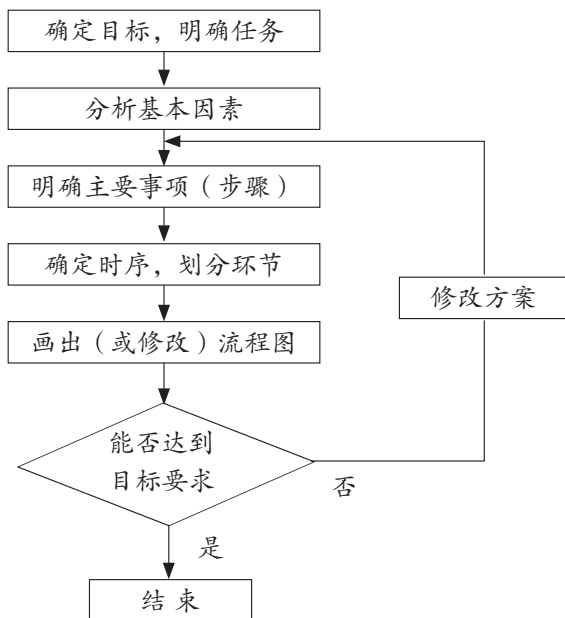 确定目标，明确任务
分析基本因素
明确主要事项（步骤）
确定时序，划分环节
修改方案
画出（或修改）流程图
能否达到
目标要求
否
是
结 束